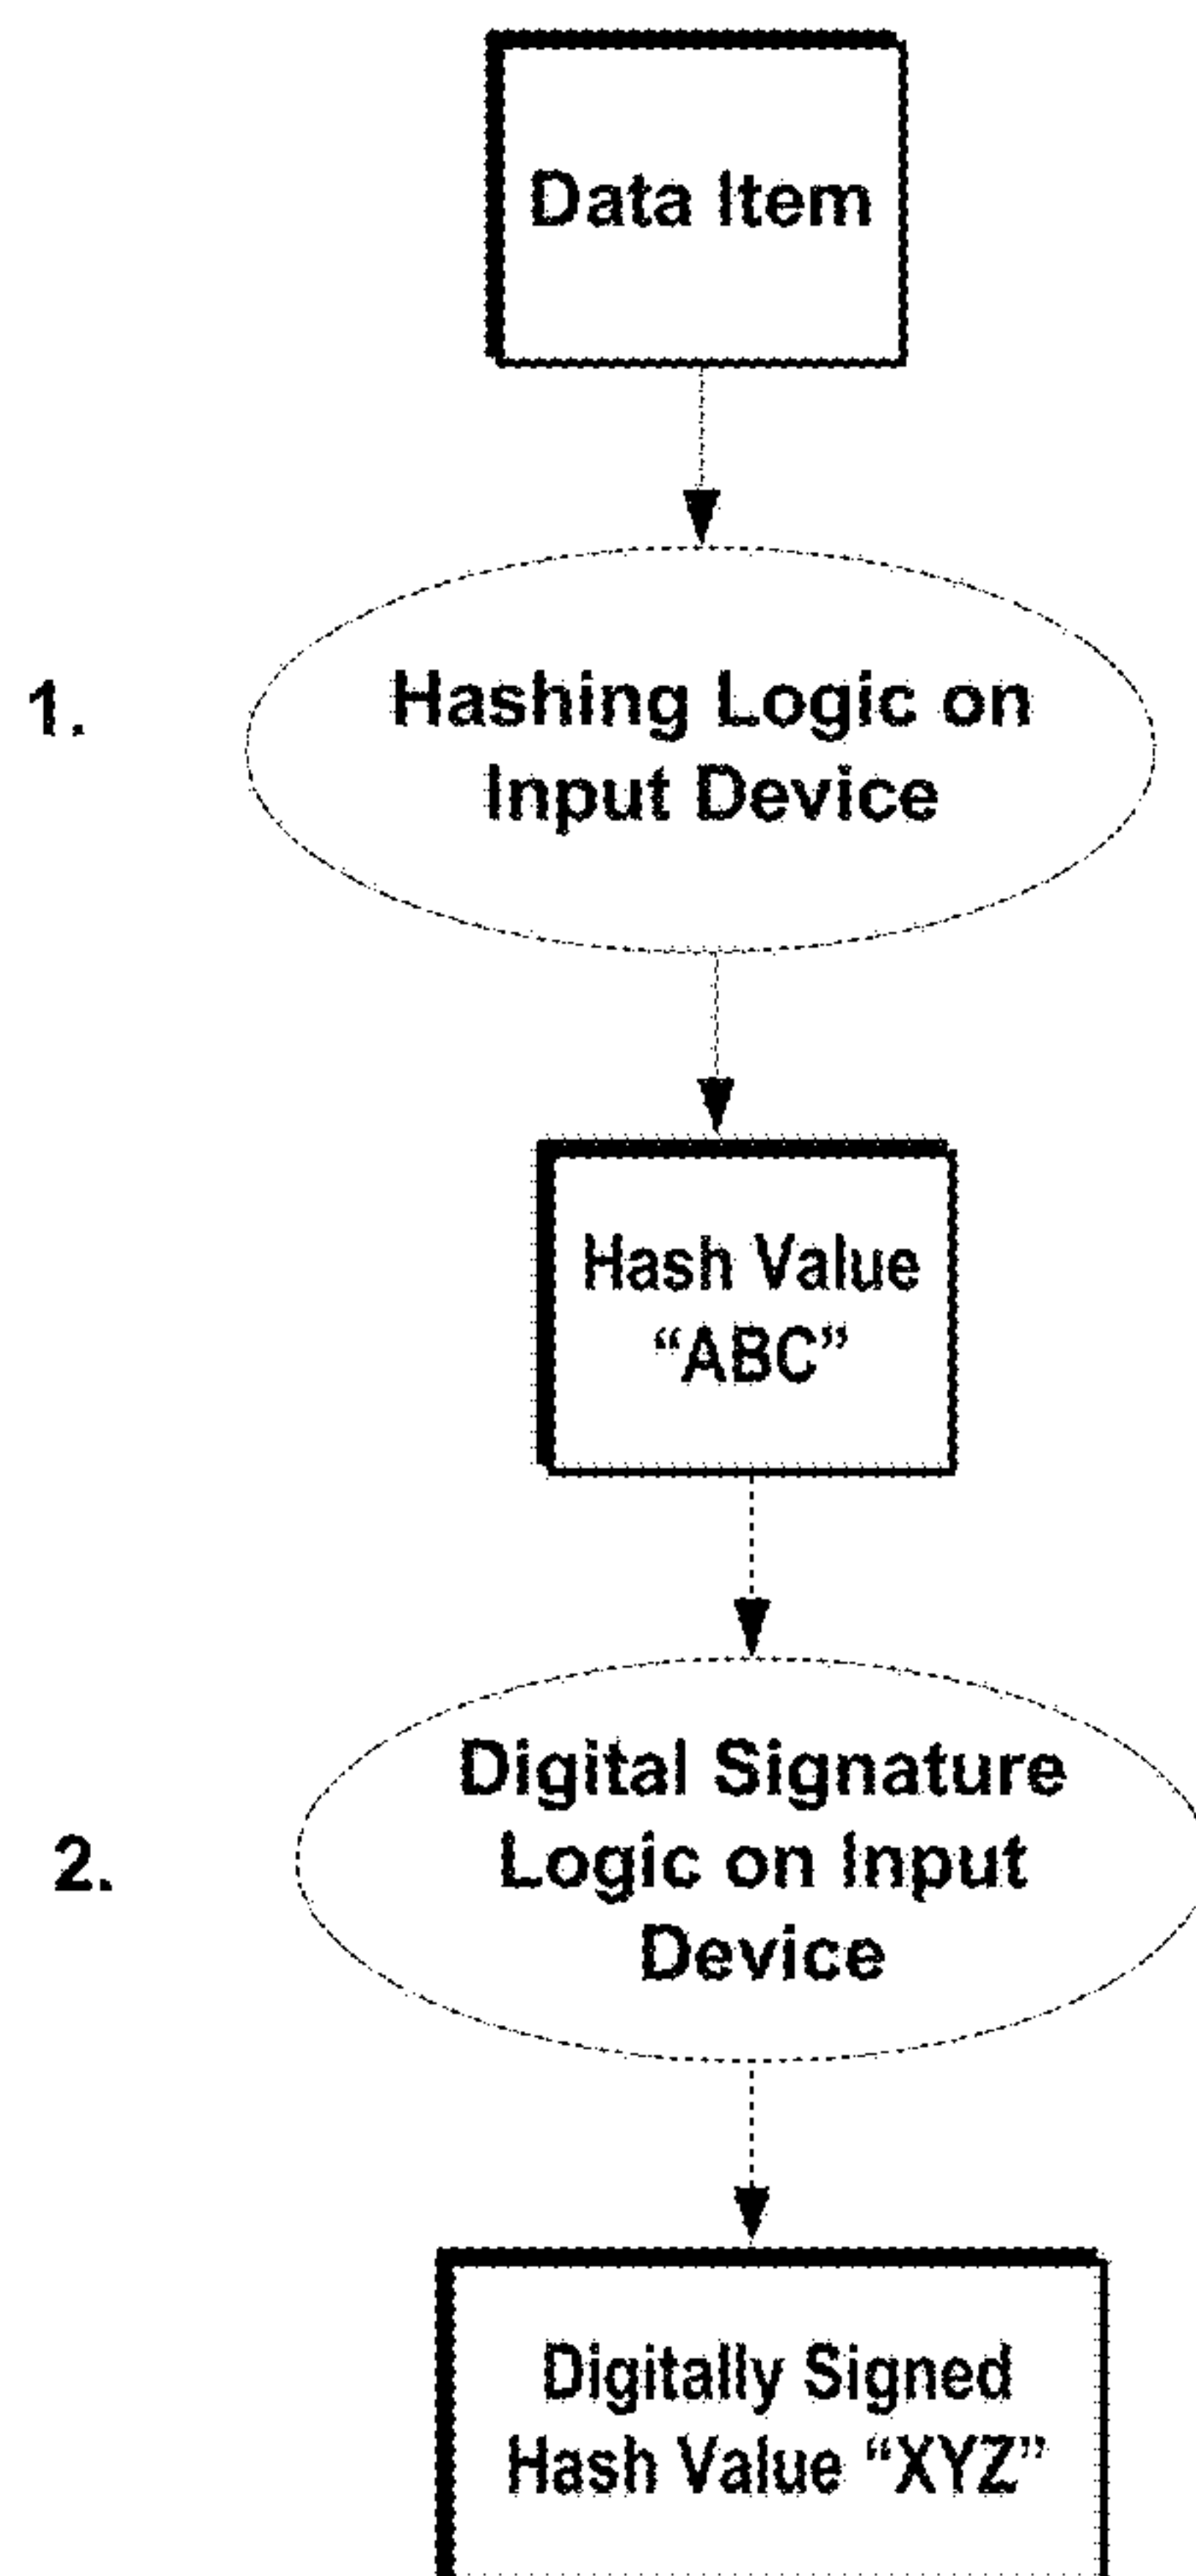 Data Item
1.
Hashing Logic on
Input Device
Hash Value
“ABC”
2.
Digital Signature
Logic on Input
Device
Digitally Signed
Hash Value “XYZ”